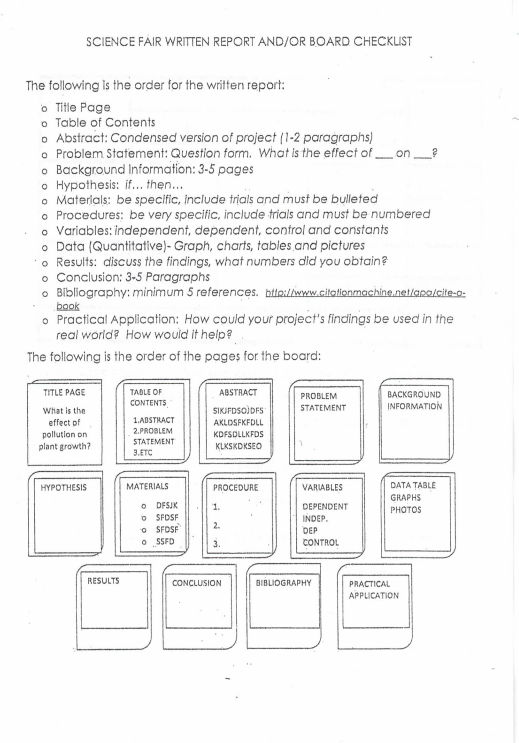 SCIENCE FAIR WRITTEN REPORT AND/OR BOARD CHECKLIST
The following is the order for the written report:
o Title Page
o Table of Contents
o Abstract: Condensed version of project (1-2 paragraphs)
o Problem Statement: Question form. What is the effect of ___ on ___?
o Background Information: 3-5 pages
o Hypothesis: if... then...
o Materials: be specific, include trials and must be bulleted
o Procedures: be very specific, include trials and must be numbered
o Variables: independent, dependent, control and constants
o Data (Quantitative)- Graph, charts, tables and pictures
o Results: discuss the findings, what numbers did you obtain?
o Conclusion: 3-5 Paragraphs
o Bibliography: minimum 5 references. http://www.citationmachine.net/apa/cite-a-
book
o Practical Application: How could your project's findings be used in the
real world? How would it help?
The following is the order of the pages for the board:
TITLE PAGE
What is the
effect of
pollution on
plant growth?
TABLE OF
CONTENTS
1.ABSTRACT
2.PROBLEM
STATEMENT
3.ETC
ABSTRACT
SIKJFDSOJDFS
AKLDSFKFDLL
KDFSDLLKFDS
KLKSKDKSEO
PROBLEM
STATEMENT
BACKGROUND
INFORMATION
HYPOTHESIS
MATERIALS
o DFSJK
o SFDSF
o SFDSF
o SSFD
PROCEDURE
1.
2.
3.
VARIABLES
DEPENDENT
INDEP.
DEP
CONTROL
DATA TABLE
GRAPHS
PHOTOS
RESULTS
CONCLUSION
BIBLIOGRAPHY
PRACTICAL
APPLICATION